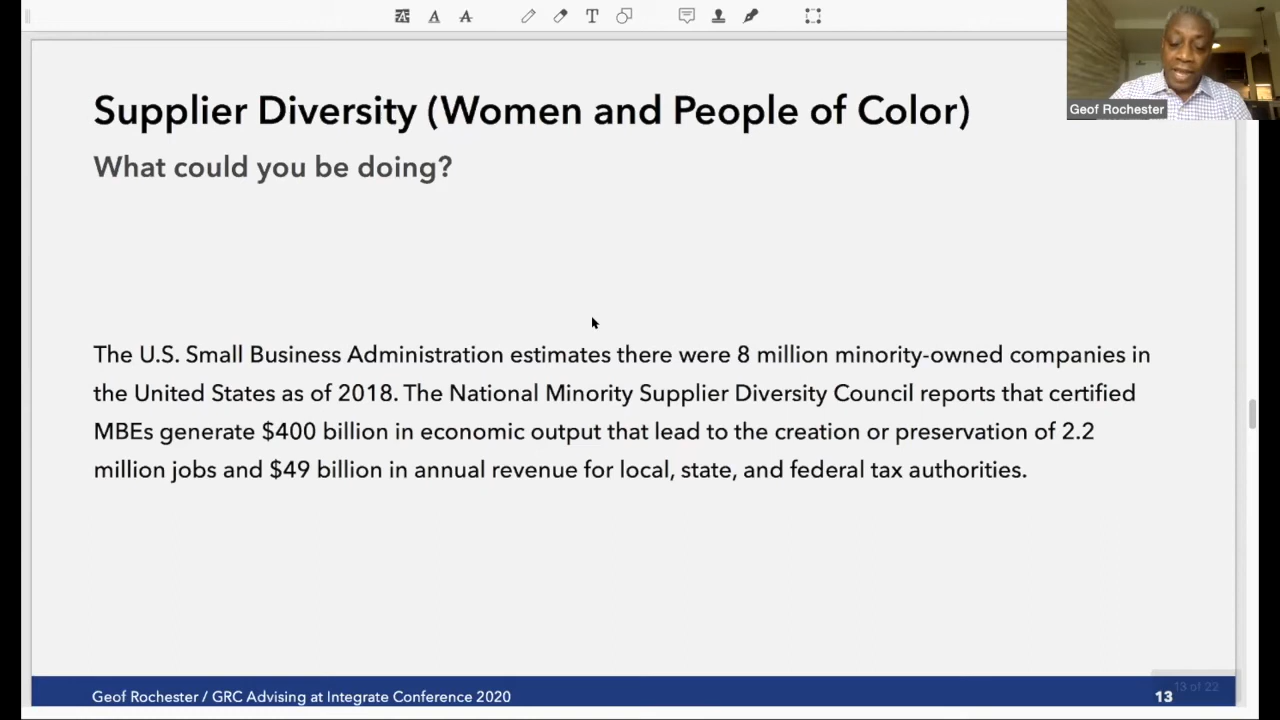 Geof Rochester
Supplier Diversity (Women and People of Color)
What could you be doing?
The U.S. Small Business Administration estimates there were 8 million minority-owned companies in
the United States as of 2018. The National Minority Supplier Diversity Council reports that certified
MBEs generate $400 billion in economic output that lead to the creation or preservation of 2.2
million jobs and $49 billion in annual revenue for local, state, and federal tax authorities.
Geof Rochester / GRC Advising at Integrate Conference 2020
13
13 of 22